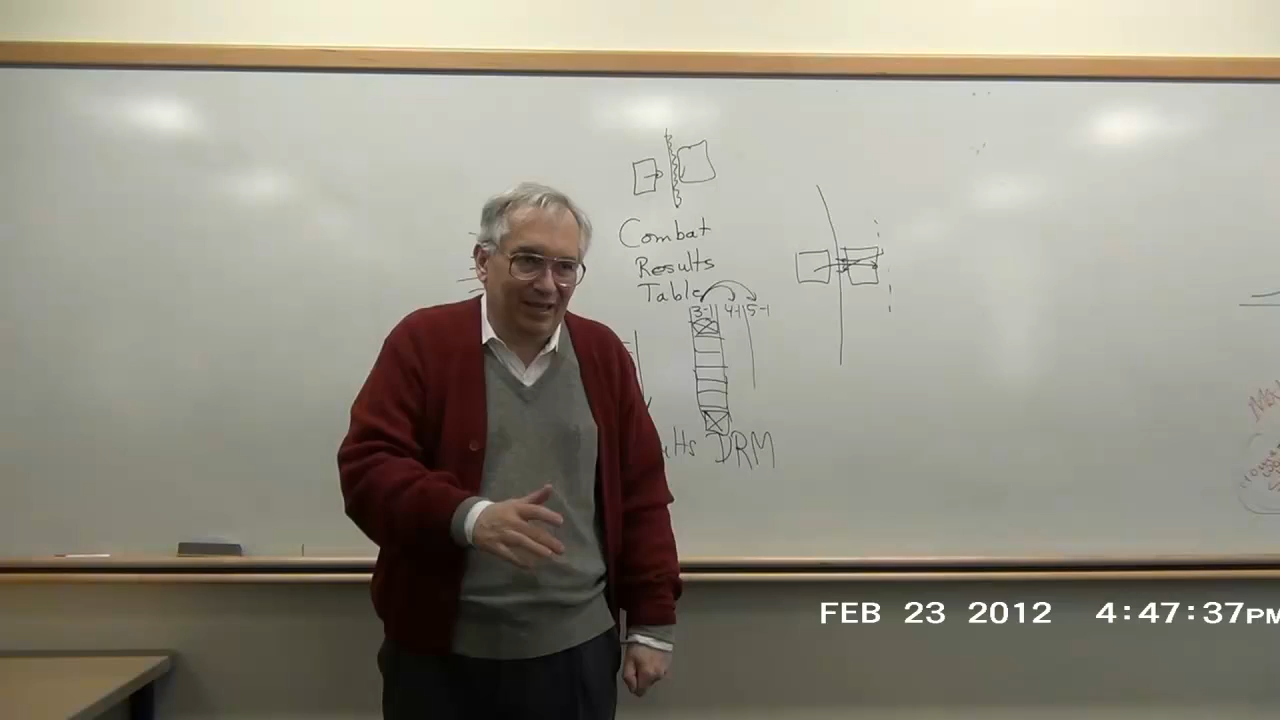 Combat
Results
Table
3-1 4-1 5-1
DRM
FEB 23 2012 4:47:37PM